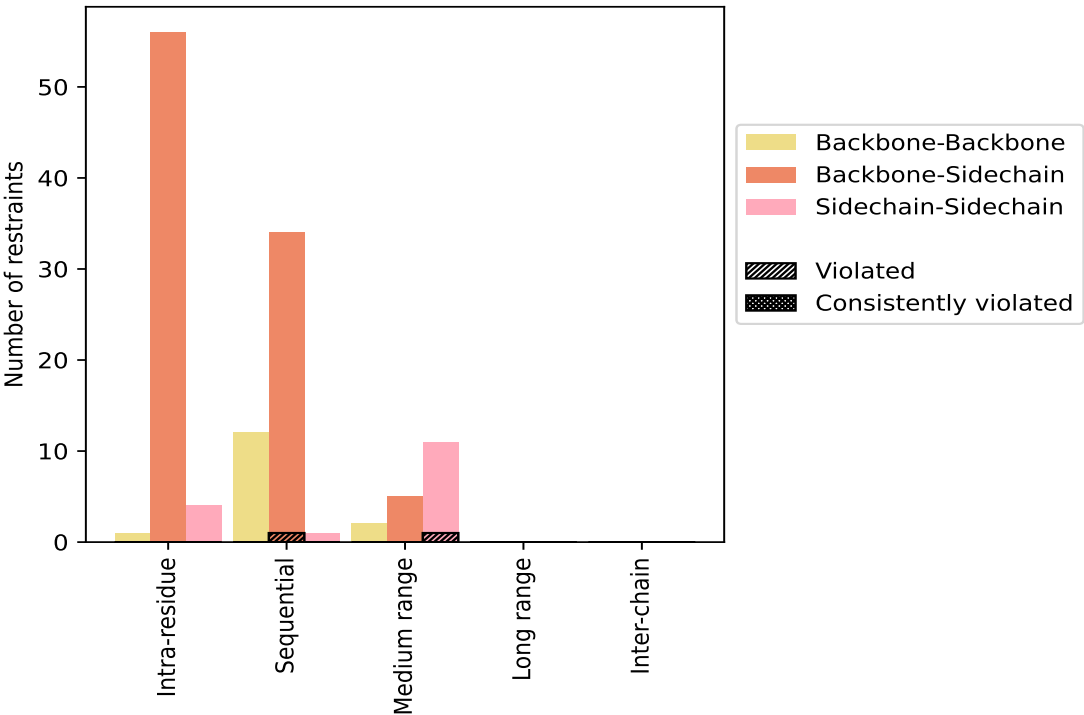 Number of restraints
50
40
30
20
10
0
Intra-residue
Sequential
Medium range
Long range
Inter-chain
Backbone-Backbone
Backbone-Sidechain
Sidechain-Sidechain
Violated
Consistently violated